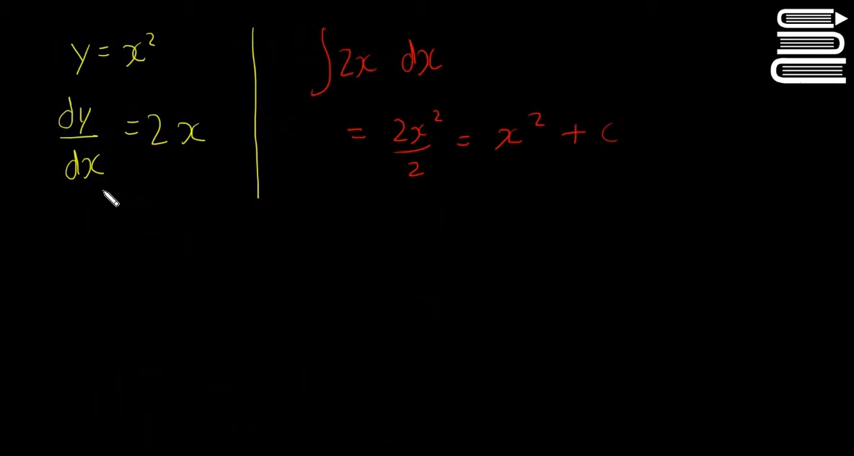 y = x²
dy/dx = 2x
∫ 2x dx
= 2x²/2 = x² + c